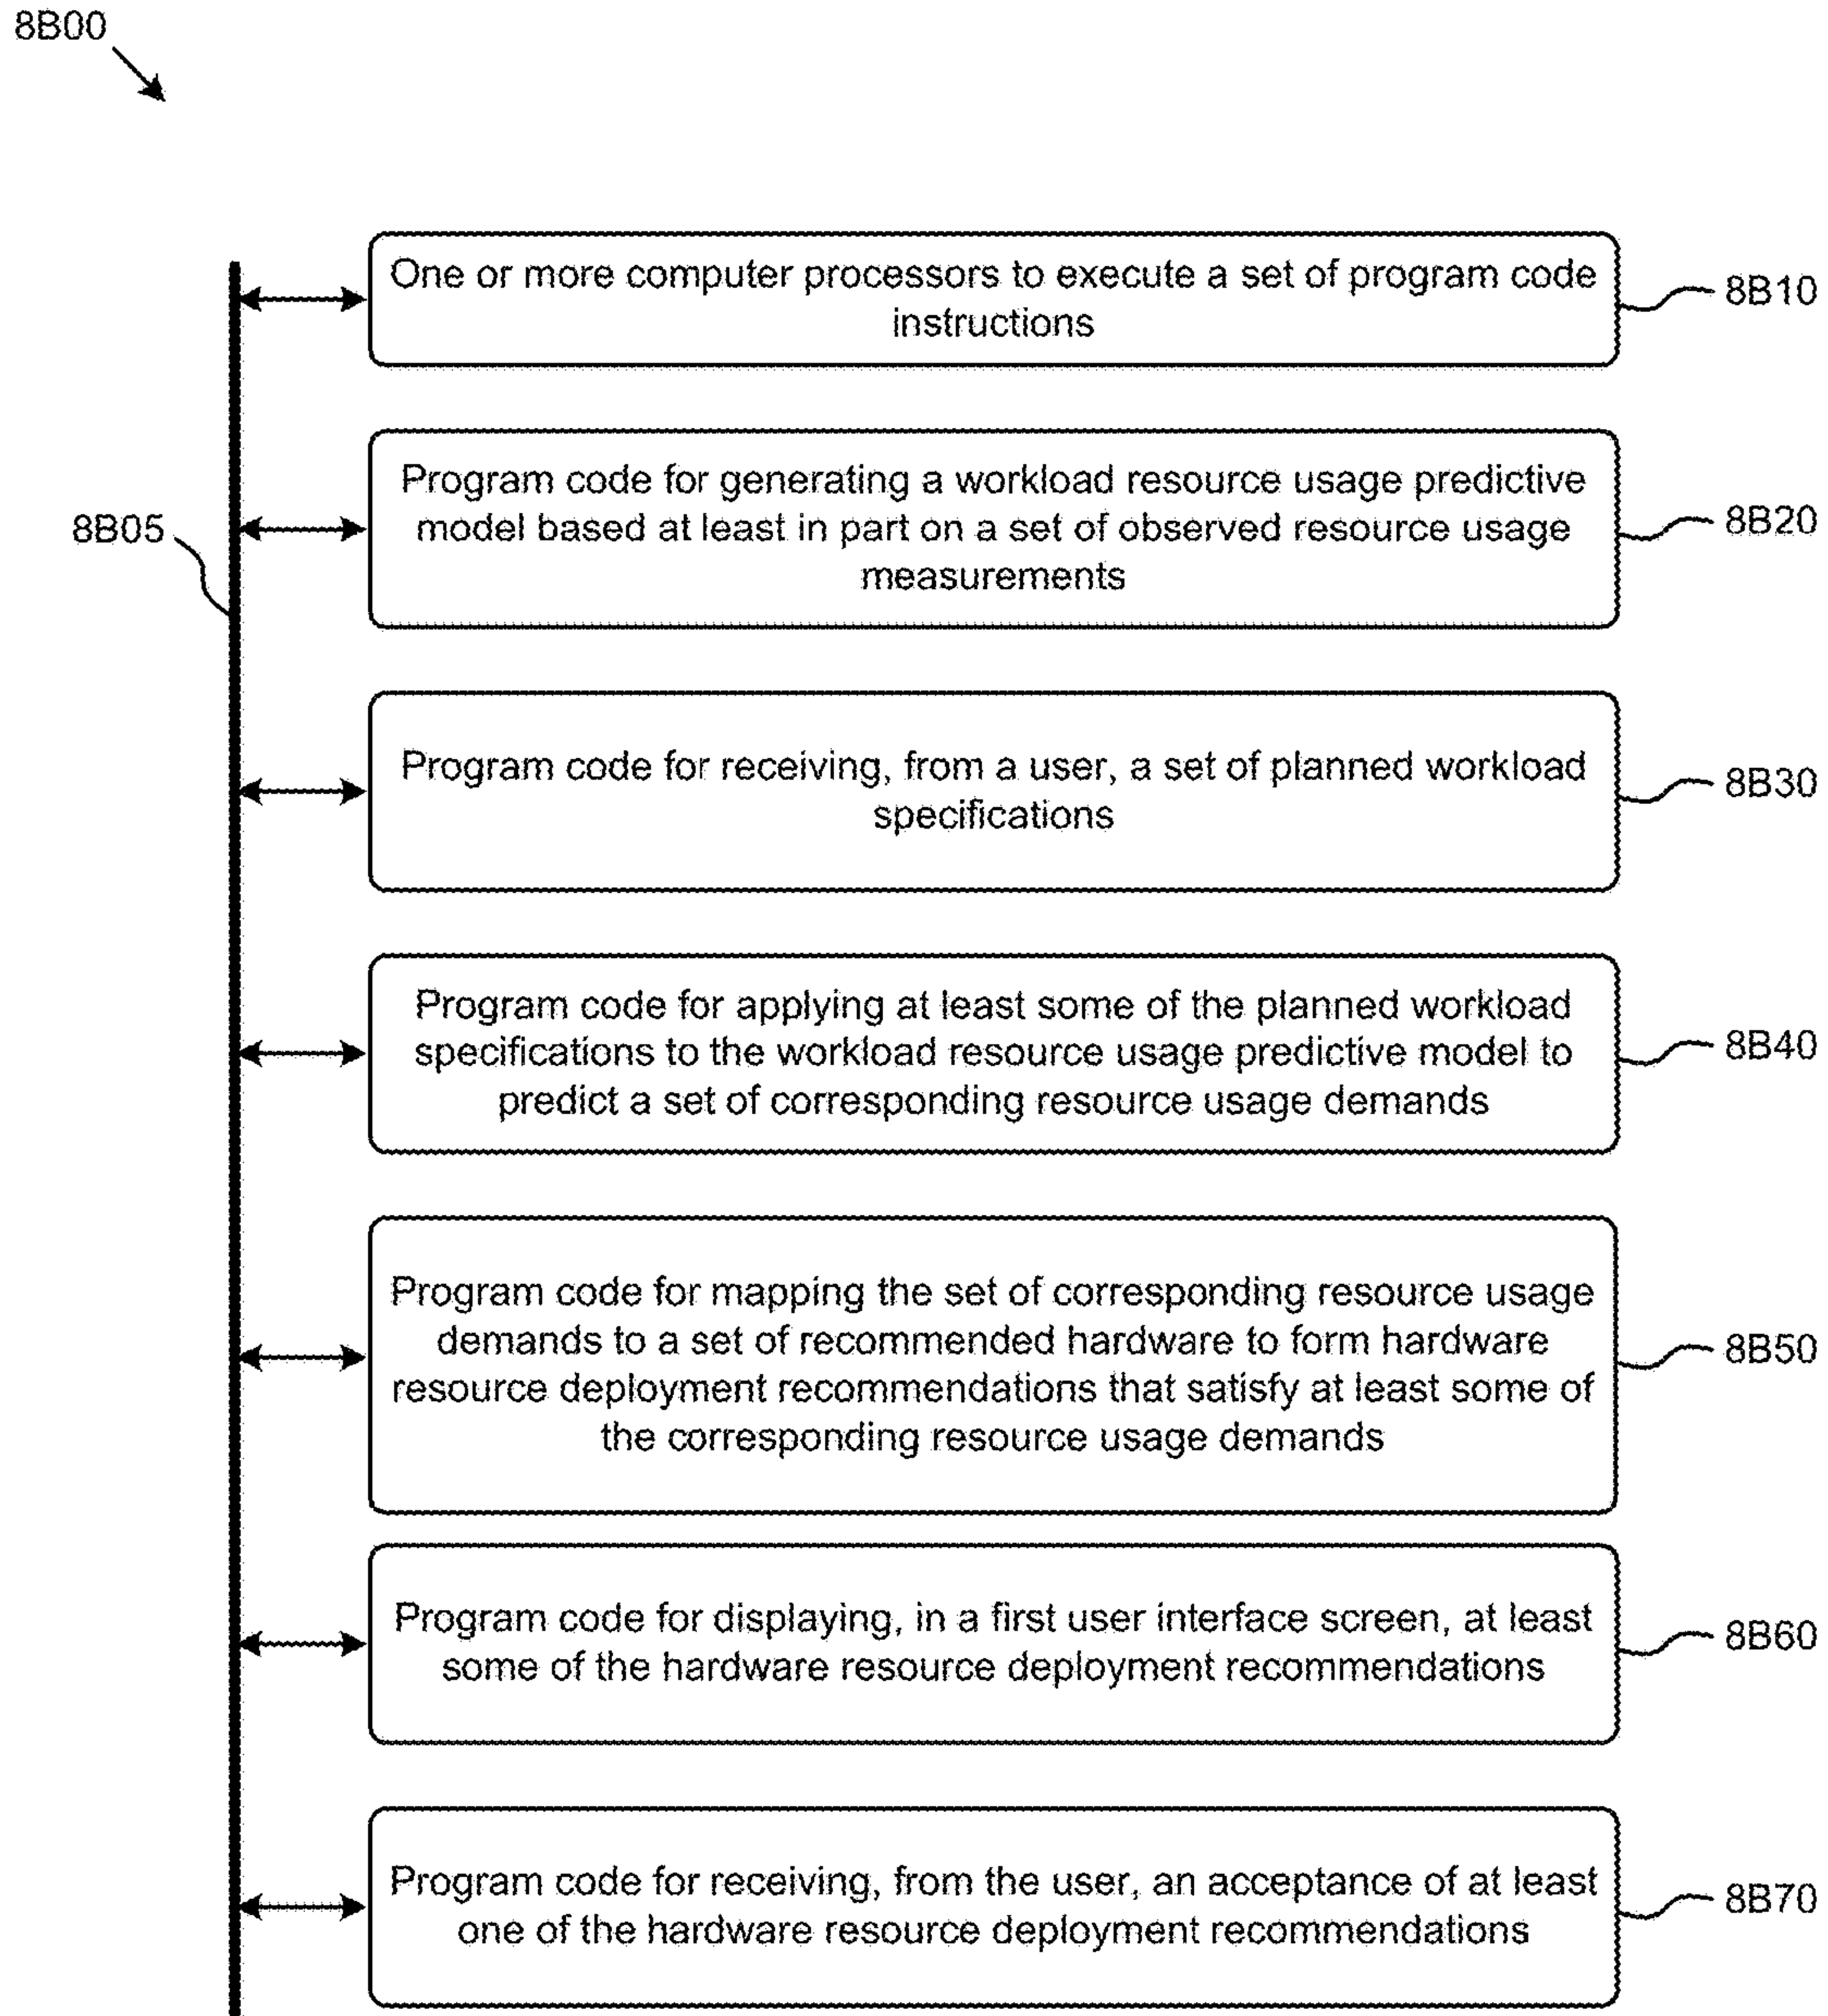 8B00
One or more computer processors to execute a set of program code
instructions
8B10
Program code for generating a workload resource usage predictive
model based at least in part on a set of observed resource usage
measurements
8B20
8B05
Program code for receiving, from a user, a set of planned workload
specifications
8B30
Program code for applying at least some of the planned workload
specifications to the workload resource usage predictive model to
predict a set of corresponding resource usage demands
8B40
Program code for mapping the set of corresponding resource usage
demands to a set of recommended hardware to form hardware
resource deployment recommendations that satisfy at least some of
the corresponding resource usage demands
8B50
Program code for displaying, in a first user interface screen, at least
some of the hardware resource deployment recommendations
8B60
Program code for receiving, from the user, an acceptance of at least
one of the hardware resource deployment recommendations
8B70